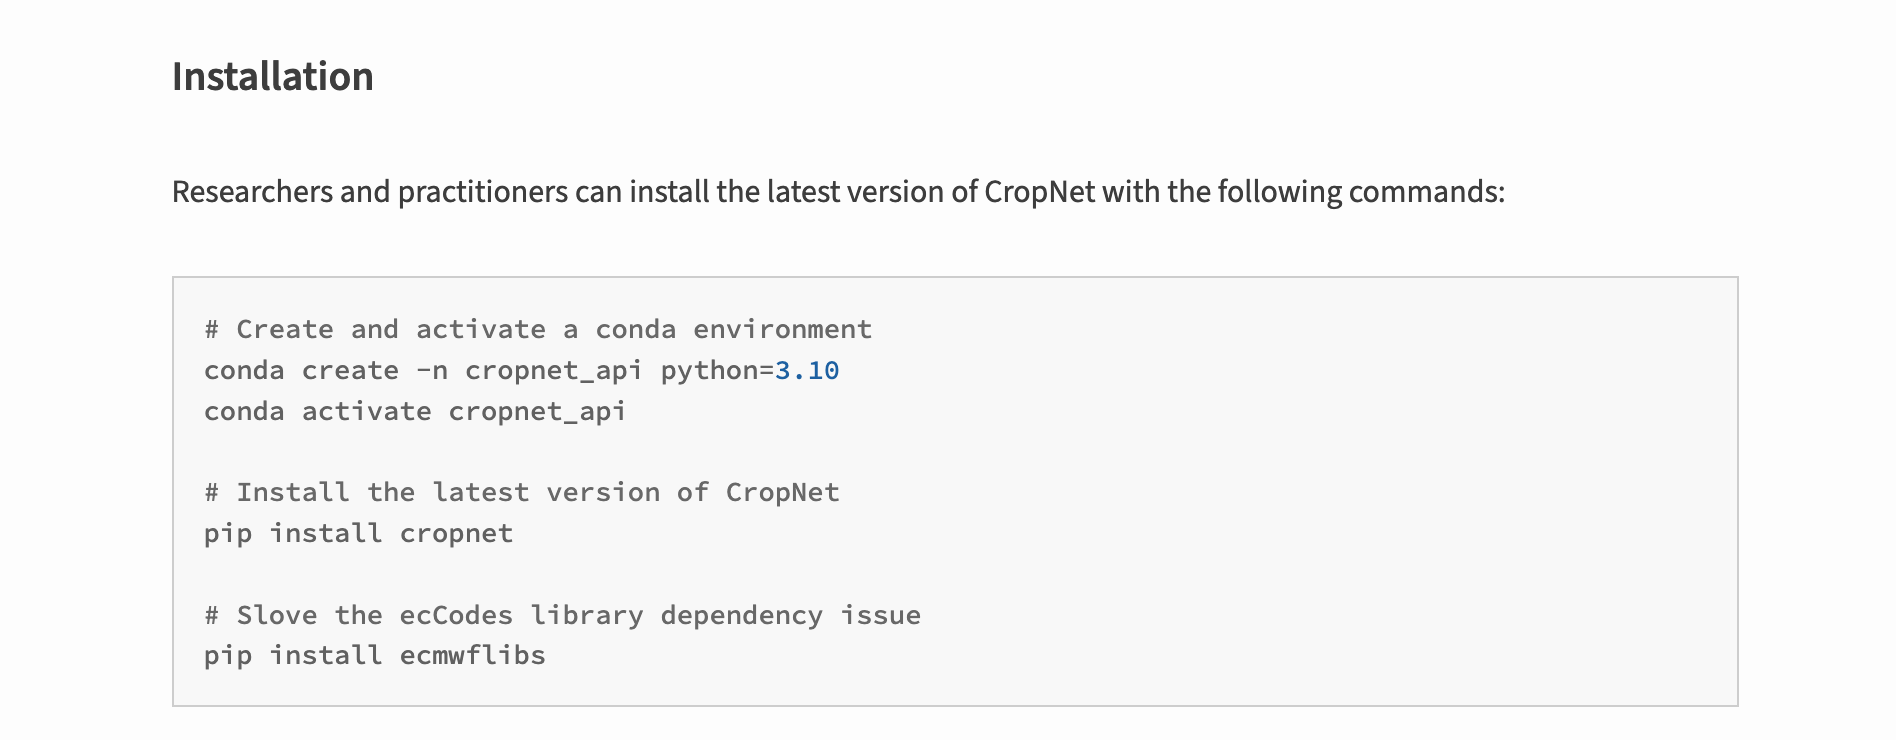 Installation
Researchers and practitioners can install the latest version of CropNet with the following commands:
# Create and activate a conda environment
conda create -n cropnet_api python=3.10
conda activate cropnet_api
# Install the latest version of CropNet
pip install cropnet
# Slove the ecCodes library dependency issue
pip install ecmwflibs